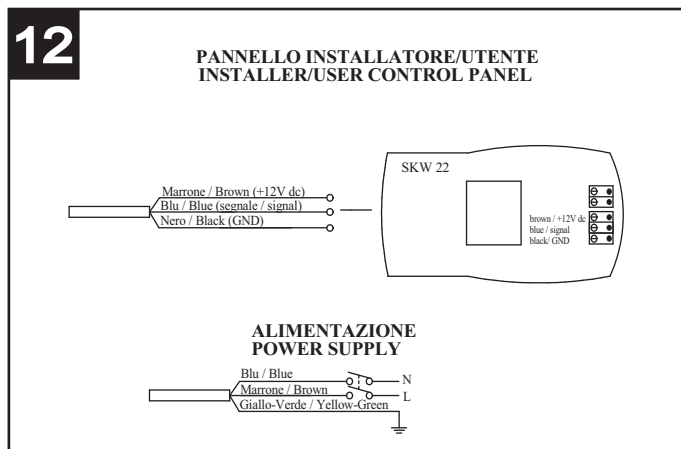 12
PANNELLO INSTALLATORE/UTENTE
INSTALLER/USER CONTROL PANEL
SKW 22
Marrone / Brown (+12V dc)
Blu / Blue (segnale / signal)
Nero / Black (GND)
brown / +12V dc
blue / signal
black/ GND
ALIMENTAZIONE
POWER SUPPLY
Blu / Blue
N
Marrone / Brown
L
Giallo-Verde / Yellow-Green